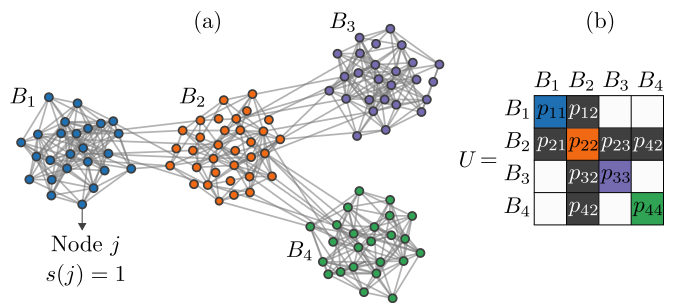 (a)
(b)
B₃
B₁
B₂
B₄
Node j
s(j) = 1
B₁ B₂ B₃ B₄
B₁ p₁₁ p₁₂
U = B₂ p₂₁ p₂₂ p₂₃ p₄₂
B₃ p₃₂ p₃₃
B₄ p₄₂ p₄₄